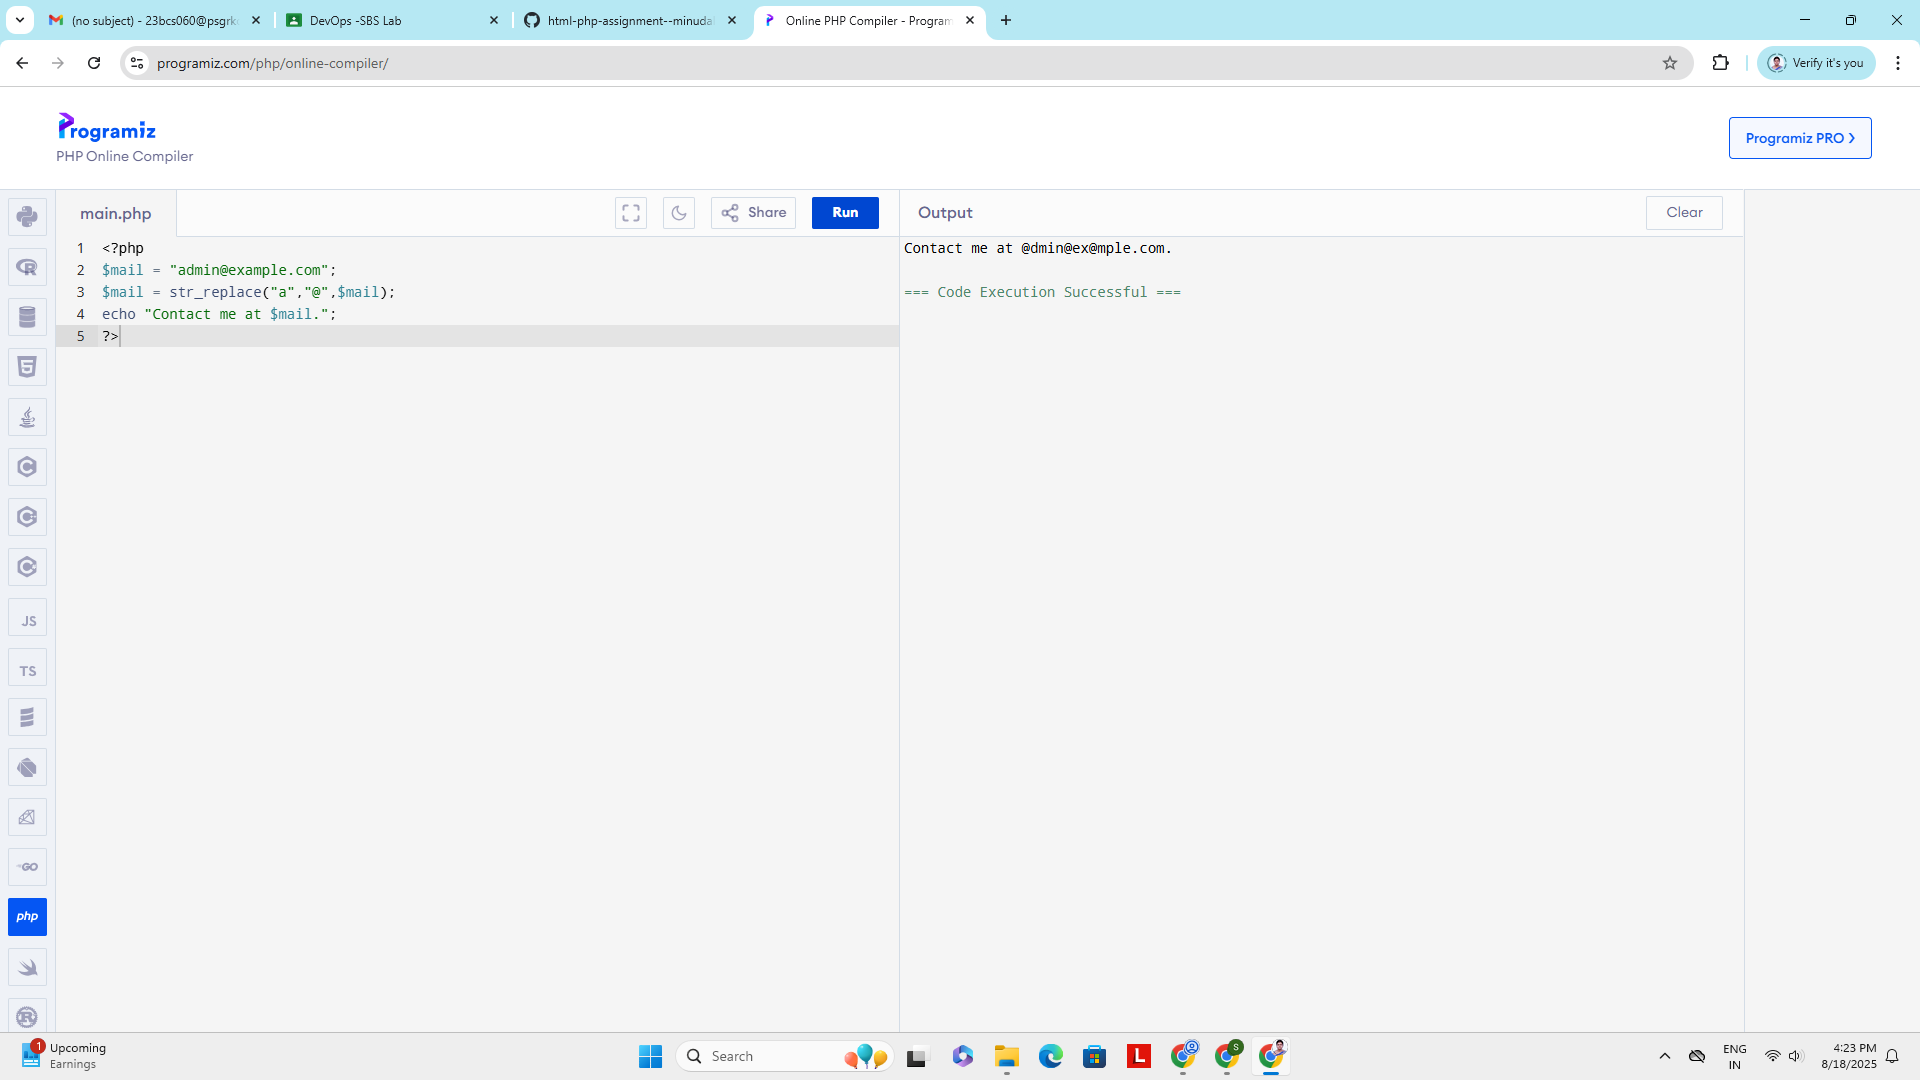 (no subject) - 23bcs060@psgrk
DevOps -SBS Lab
html-php-assignment--minuda
Online PHP Compiler - Program
programiz.com/php/online-compiler/
Verify it's you
Programiz
PHP Online Compiler
Programiz PRO ❯
main.php
Share
Run
Output
Clear
1 <?php
2 $mail = "admin@example.com";
3 $mail = str_replace("a","@",$mail);
4 echo "Contact me at $mail.";
5 ?>
Contact me at @dmin@ex@mple.com.
=== Code Execution Successful ===
JS
TS
GO
php
1
Upcoming
Earnings
Search
L
S
ENG
IN
4:23 PM
8/18/2025